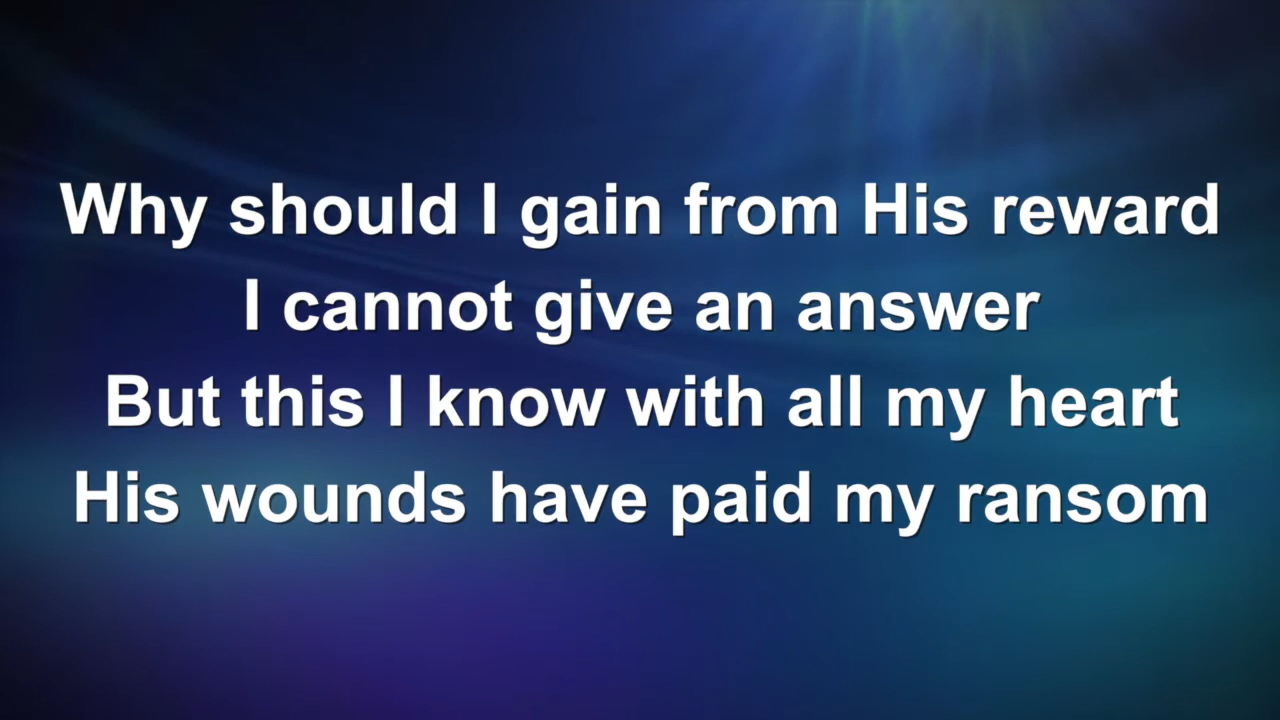 Why should I gain from His reward
I cannot give an answer
But this I know with all my heart
His wounds have paid my ransom